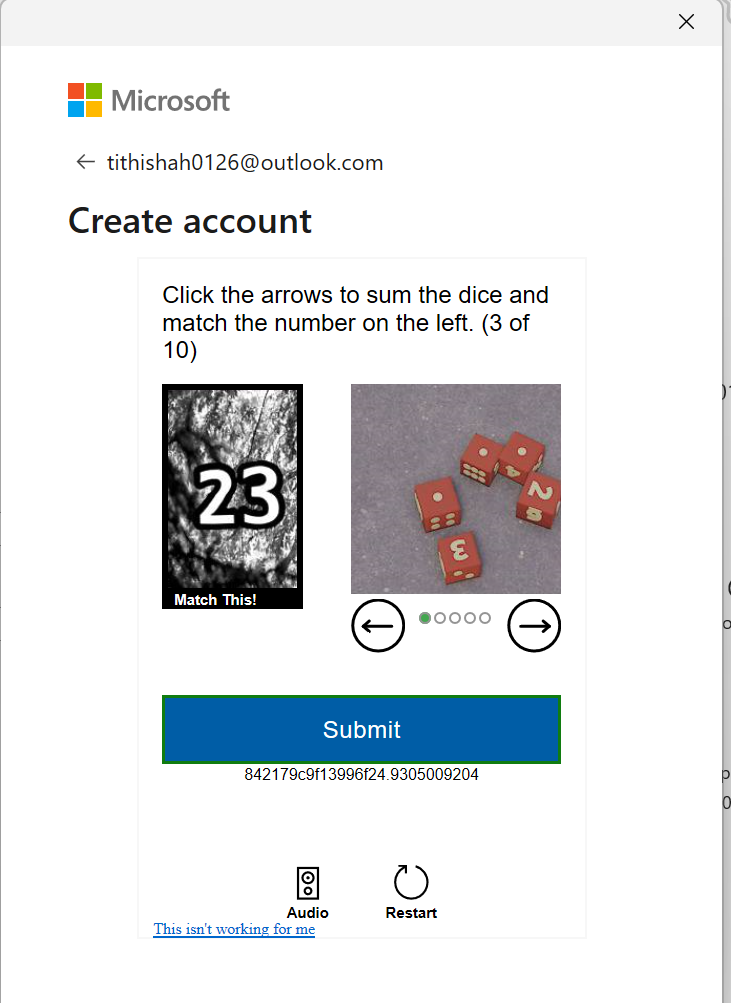 Microsoft
tithishah0126@outlook.com
Create account
Click the arrows to sum the dice and
match the number on the left. (3 of
10)
23
Match This!
4
2
8
3
Submit
842179c9f13996f24.9305009204
Audio
Restart
This isn't working for me